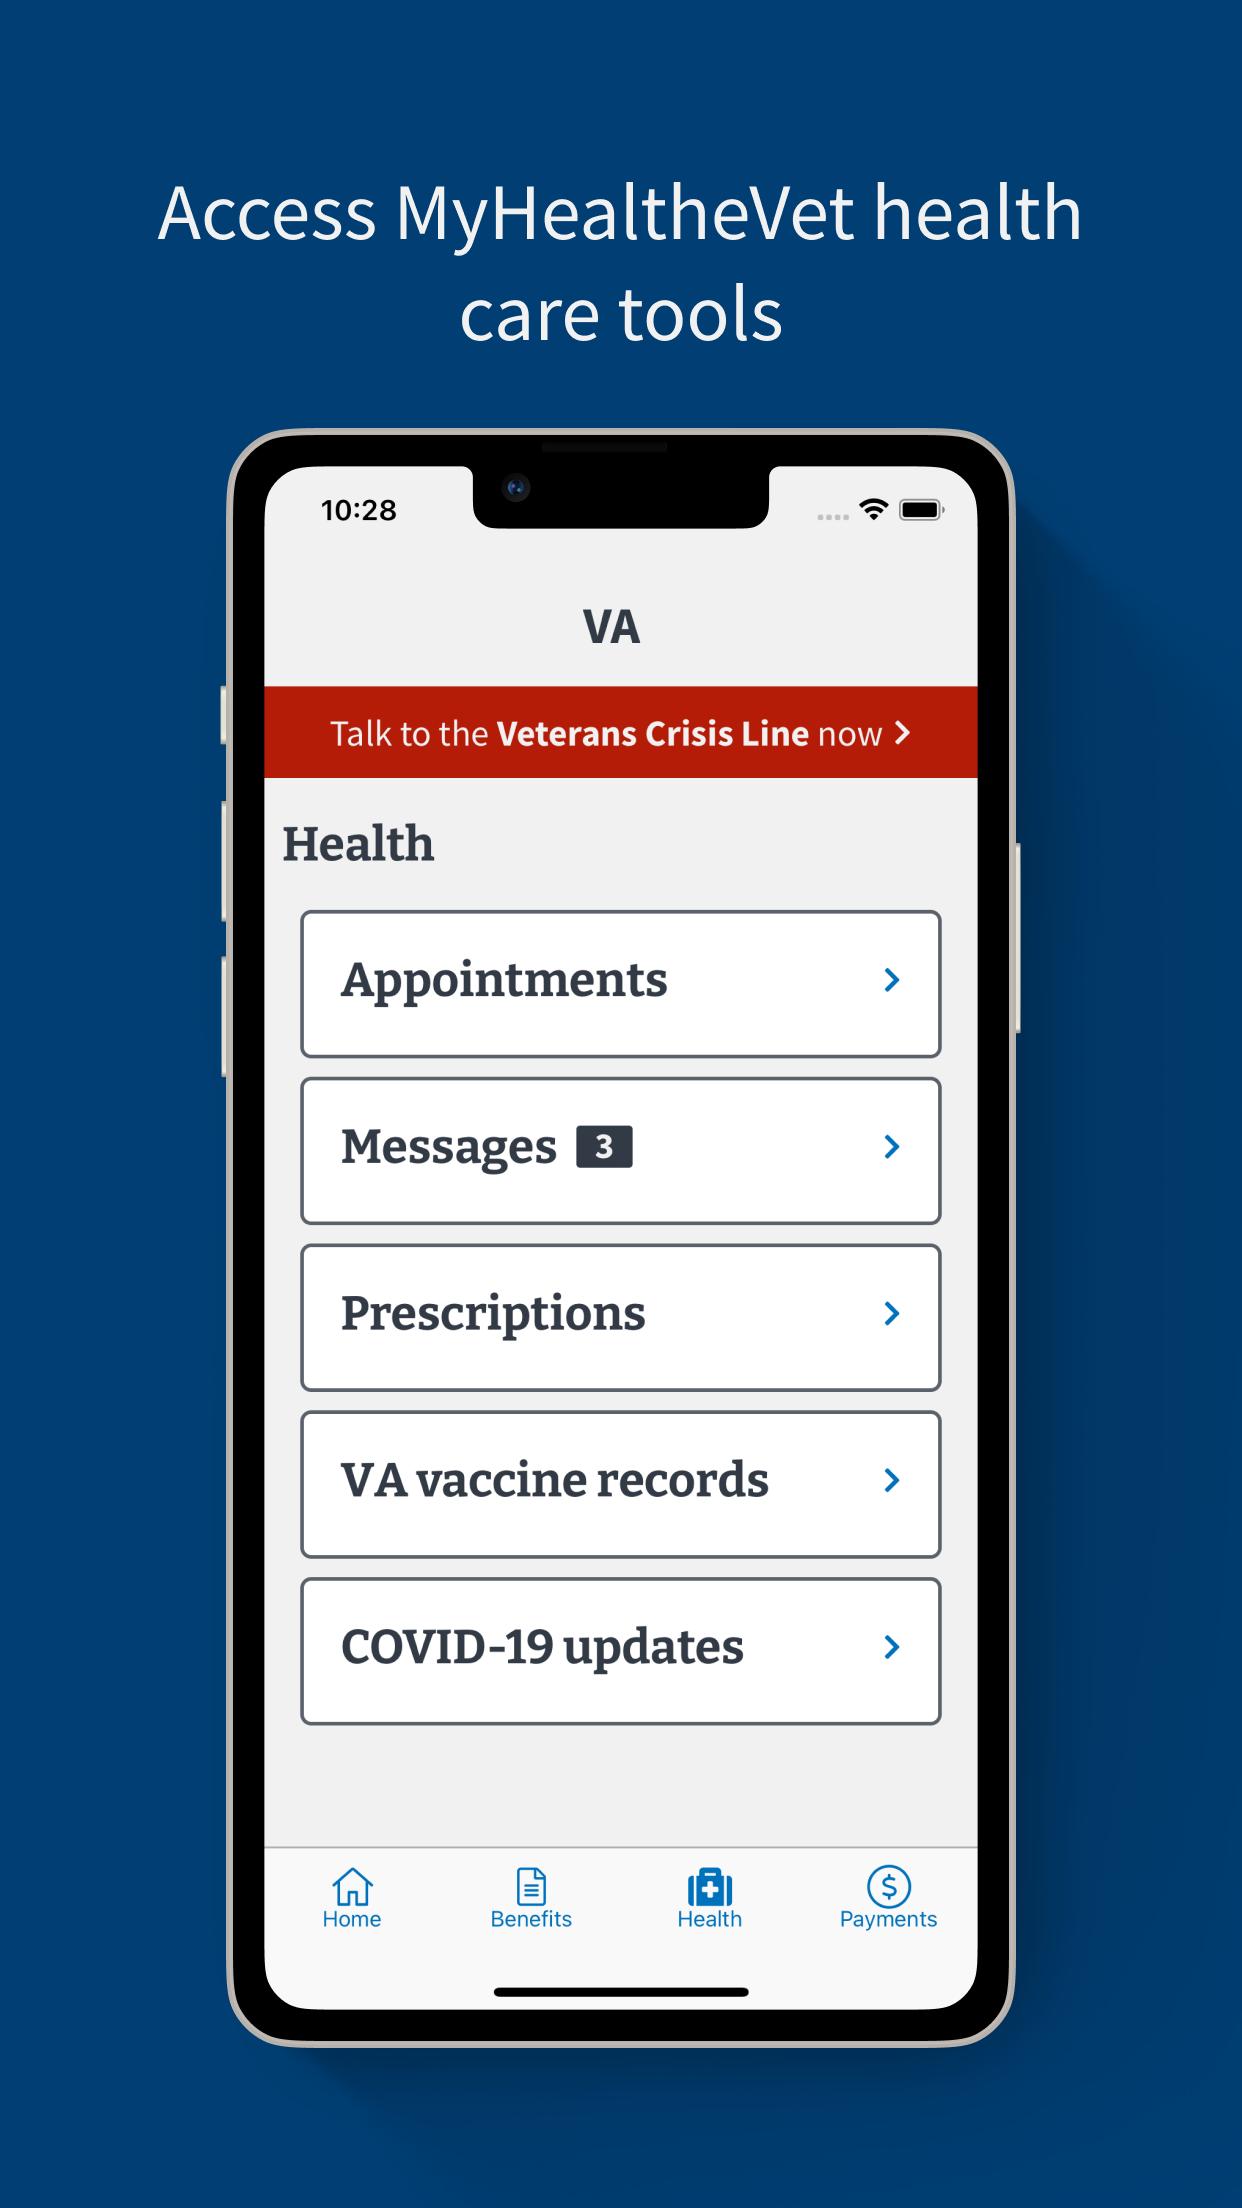 Access MyHealtheVet health
care tools
10:28
VA
Talk to the Veterans Crisis Line now
Health
Appointments
Messages 3
Prescriptions
VA vaccine records
COVID-19 updates
Home Benefits Health Payments